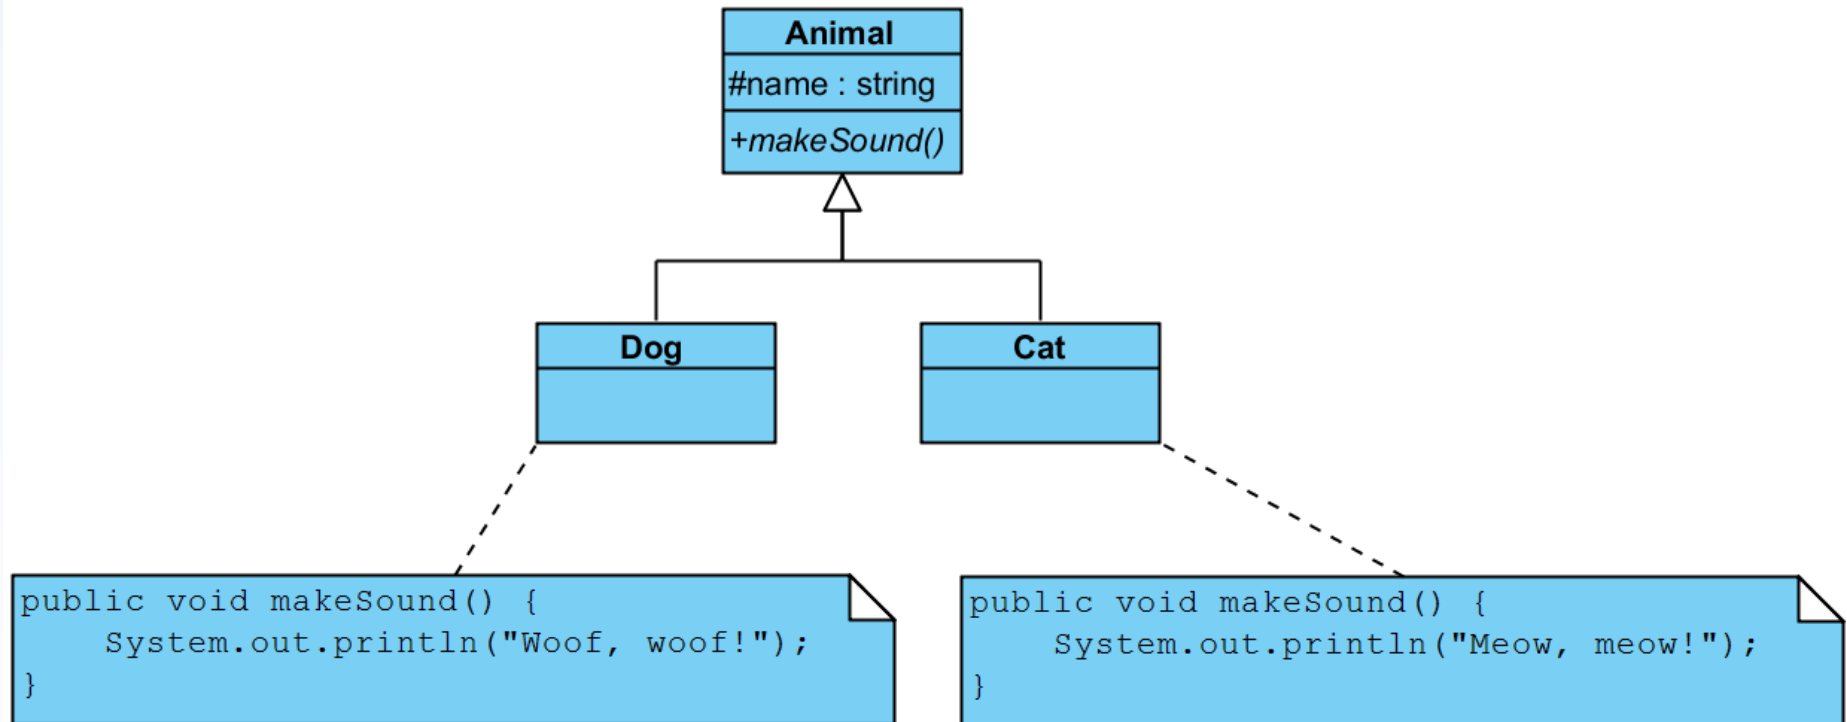 Animal
#name : string
+makeSound()
Dog
Cat
public void makeSound() {
    System.out.println("Woof, woof!");
}
public void makeSound() {
    System.out.println("Meow, meow!");
}